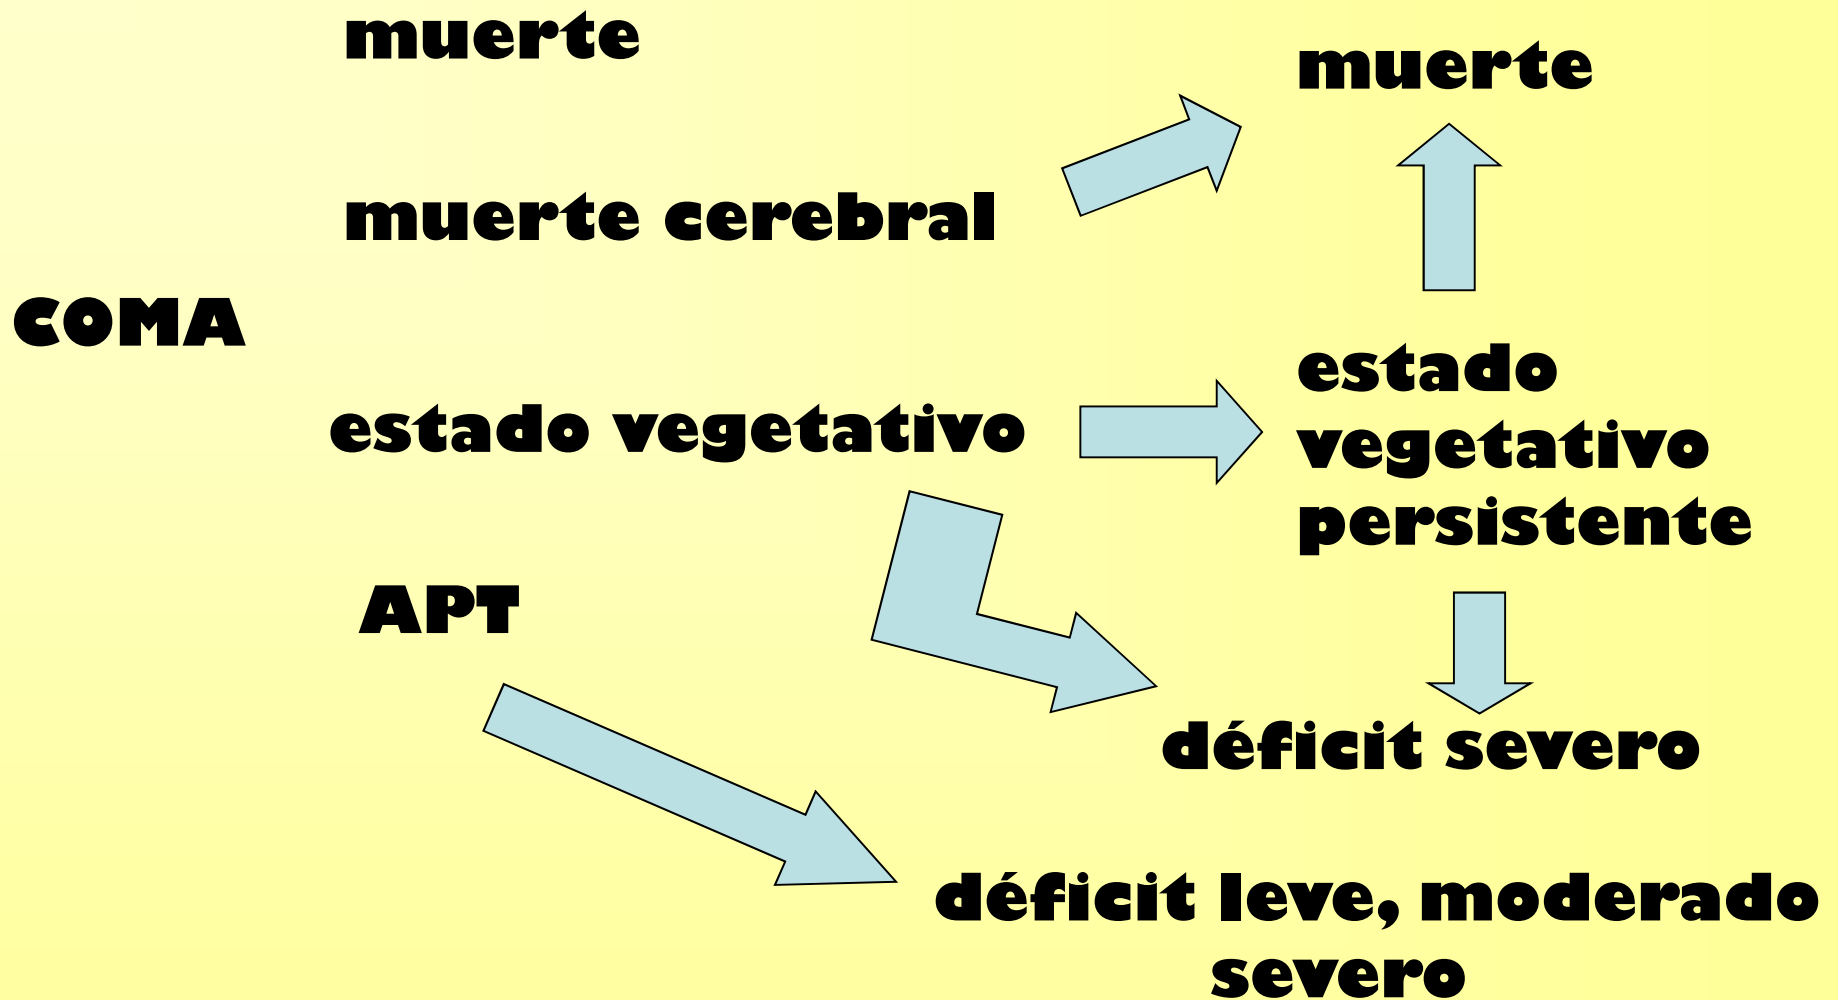 muerte
muerte
muerte cerebral
COMA
estado vegetativo
estado
vegetativo
persistente
APT
déficit severo
déficit leve, moderado
severo